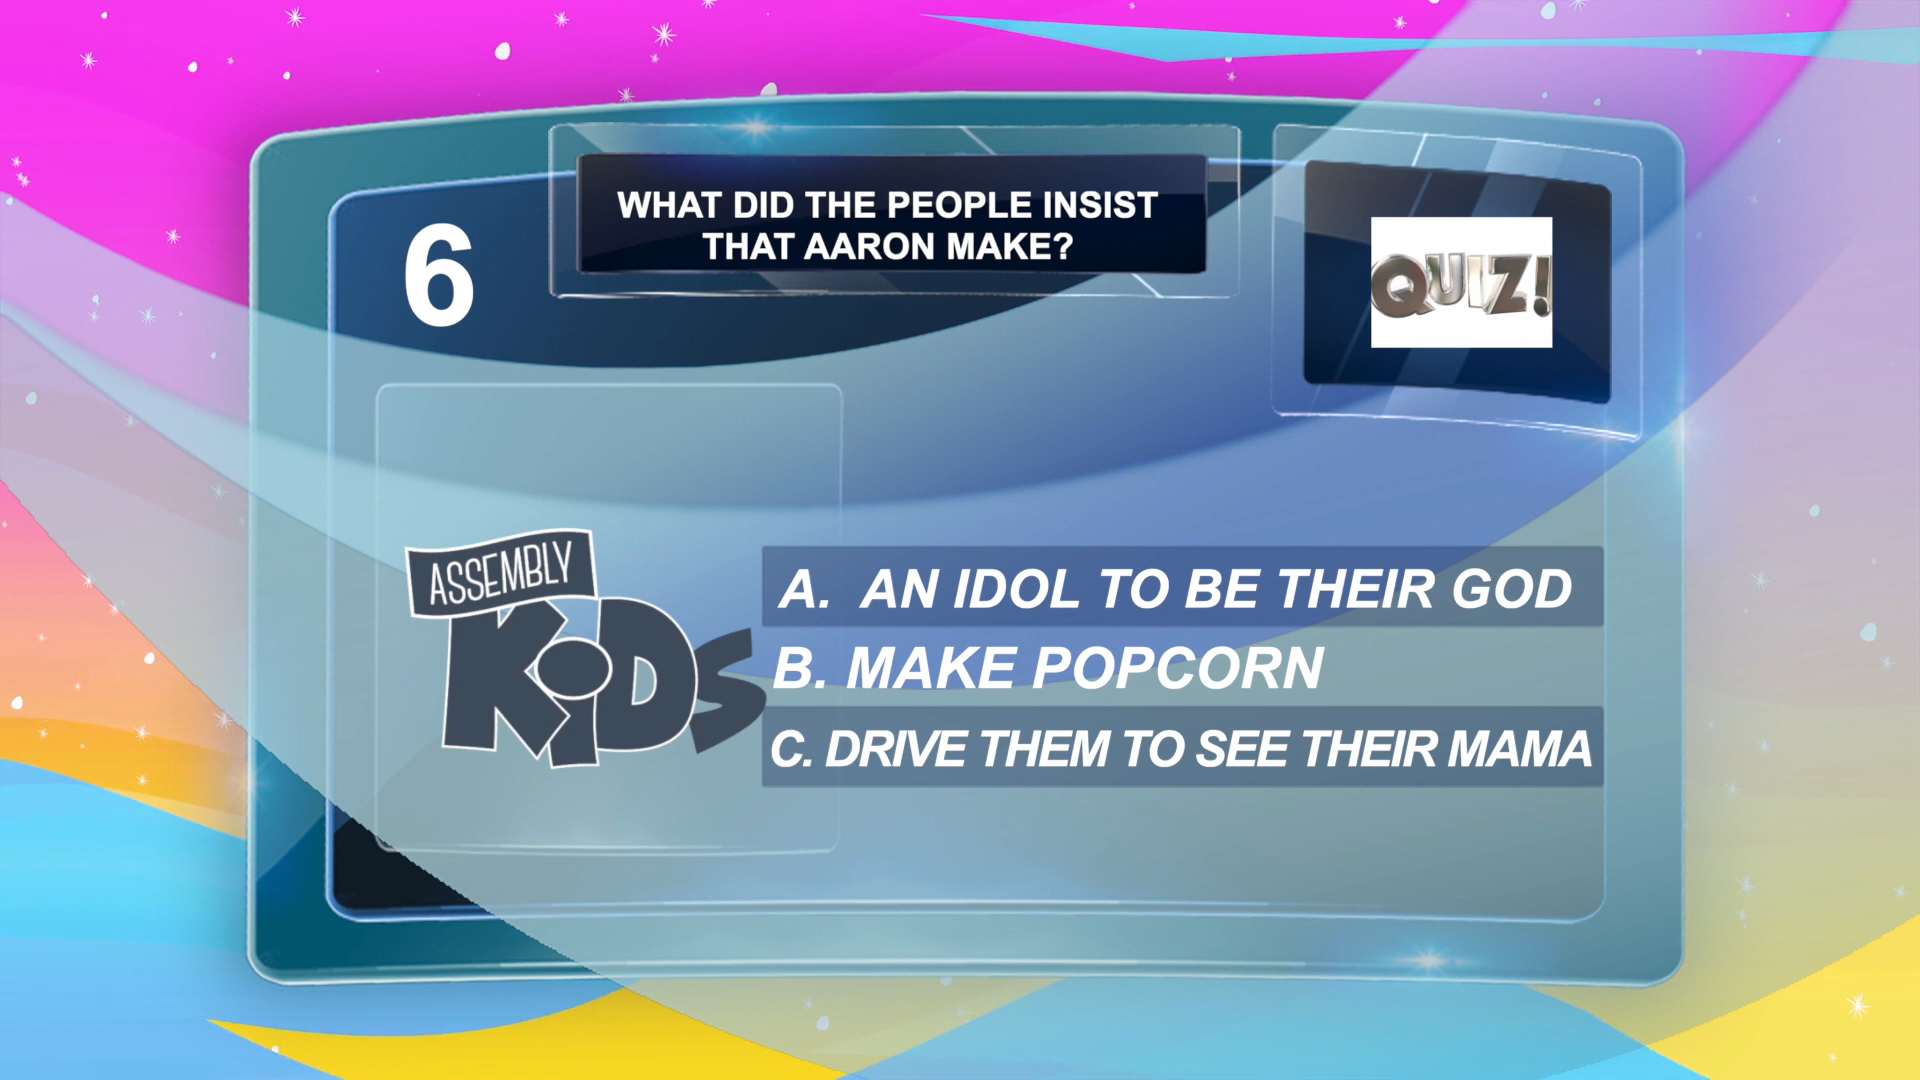 6
WHAT DID THE PEOPLE INSIST
THAT AARON MAKE?
QUIZ!
ASSEMBLY
KiDS
A. AN IDOL TO BE THEIR GOD
B. MAKE POPCORN
C. DRIVE THEM TO SEE THEIR MAMA